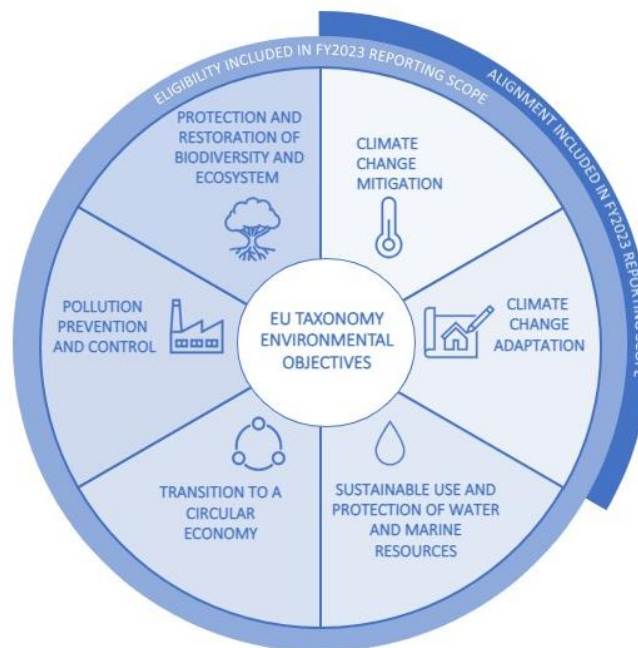 ELIGIBILITY INCLUDED IN FY2023 REPORTING SCOPE
ALIGNMENT INCLUDED IN FY2023 REPORTING SCOPE
PROTECTION AND
RESTORATION OF
BIODIVERSITY AND
ECOSYSTEM
CLIMATE
CHANGE
MITIGATION
POLLUTION
PREVENTION
AND CONTROL
EU TAXONOMY
ENVIRONMENTAL
OBJECTIVES
CLIMATE
CHANGE
ADAPTATION
TRANSITION TO A
CIRCULAR
ECONOMY
SUSTAINABLE USE AND
PROTECTION OF WATER
AND MARINE
RESOURCES